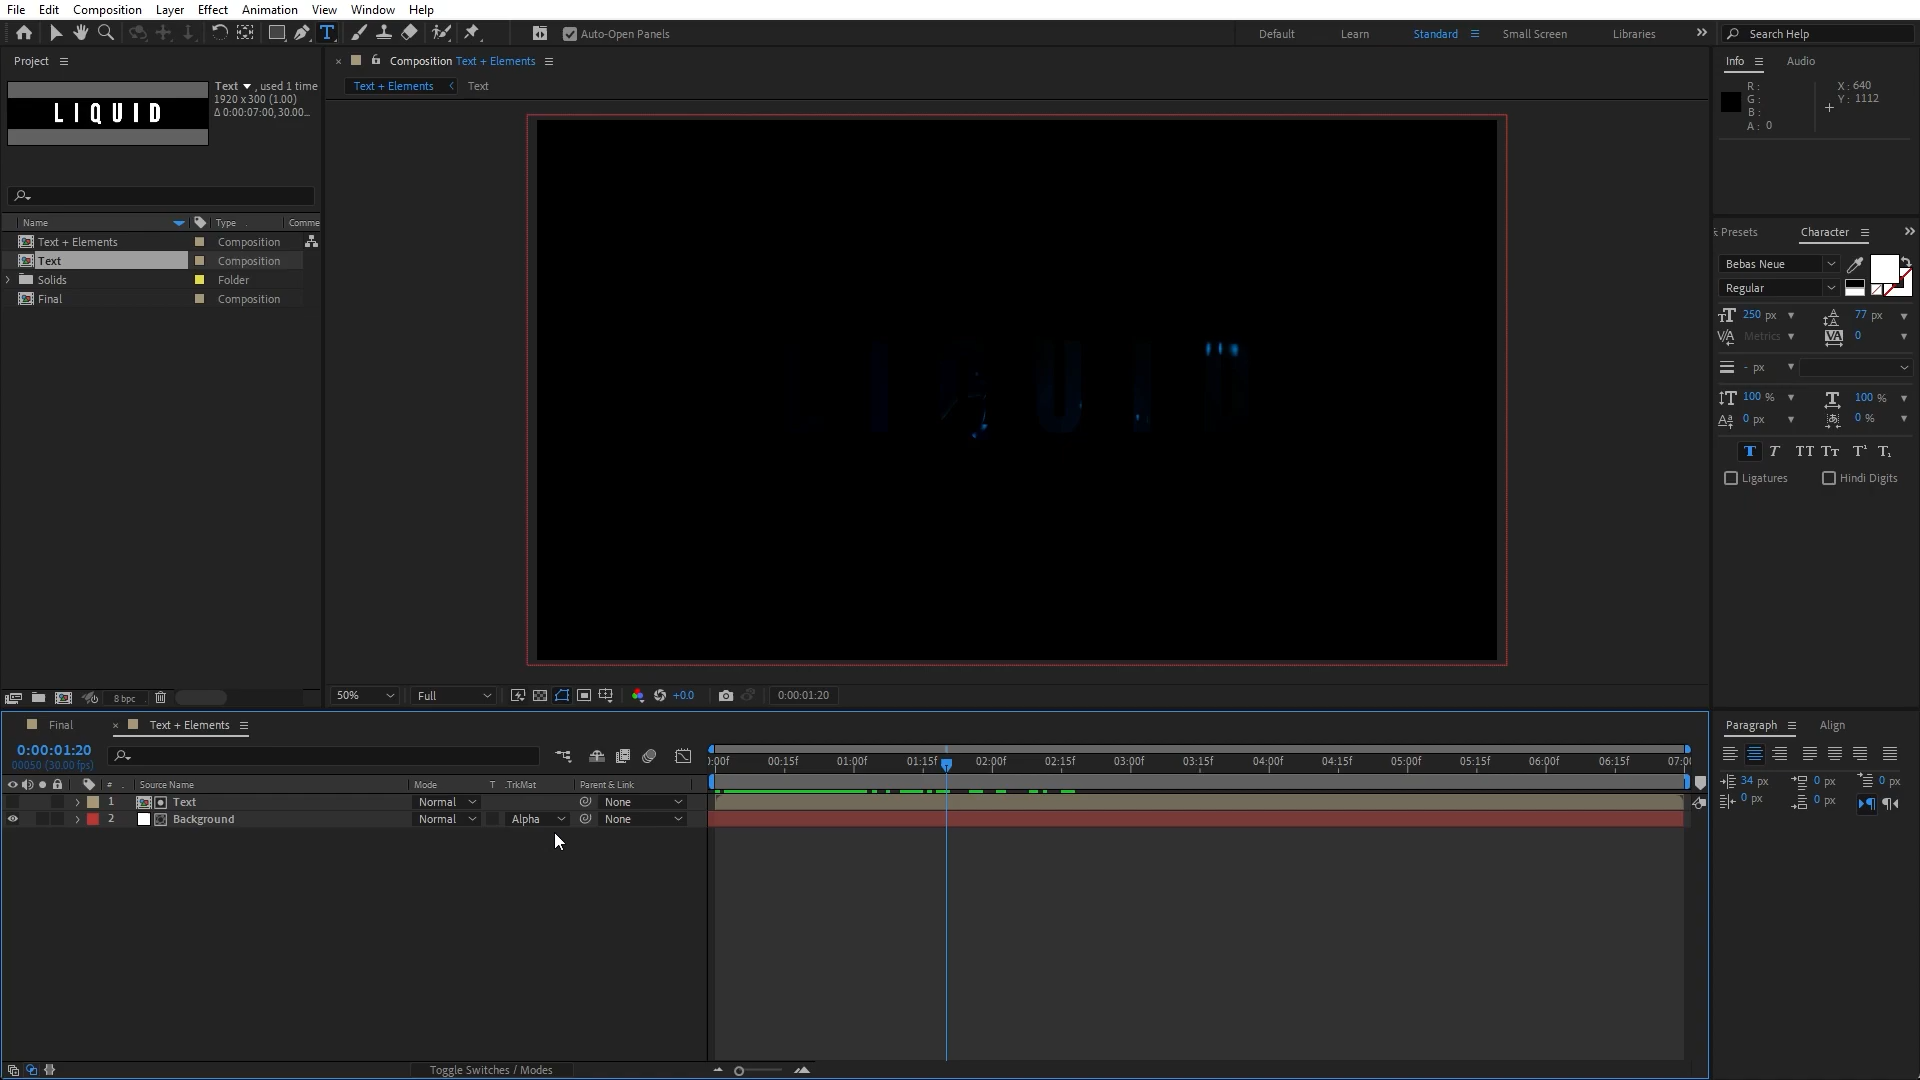 File Edit Composition Layer Effect Animation View Window Help
Auto-Open Panels
Default Learn Standard Small Screen Libraries Search Help
Project
Composition Text + Elements
Info Audio
Text , used 1 time
1920 x 300 (1.00)
Δ 0:00:07:00, 30.00...
LIQUID
Text + Elements Text
R :
G :
B :
A : 0
X : 640
Y : 1112
Name Type Comme
Text + Elements Composition
Text Composition
Solids Folder
Final Composition
Presets Character
Bebas Neue
Regular
250 px 77 px
Metrics 0
- px
100 % 100 %
0 px 0 %
T T TT Tt T¹ T₁
Ligatures Hindi Digits
LIQUID
8 bpc
50% Full +0.0 0:00:01:20
Final Text + Elements
Paragraph Align
0:00:01:20
00050 (30.00 fps)
):00f 00:15f 01:00f 01:15f 02:00f 02:15f 03:00f 03:15f 04:00f 04:15f 05:00f 05:15f 06:00f 06:15f 07:00
# Source Name Mode T .TrkMat Parent & Link
1 Text Normal None
2 Background Normal Alpha None
34 px 0 px 0 px
0 px 0 px
Toggle Switches / Modes